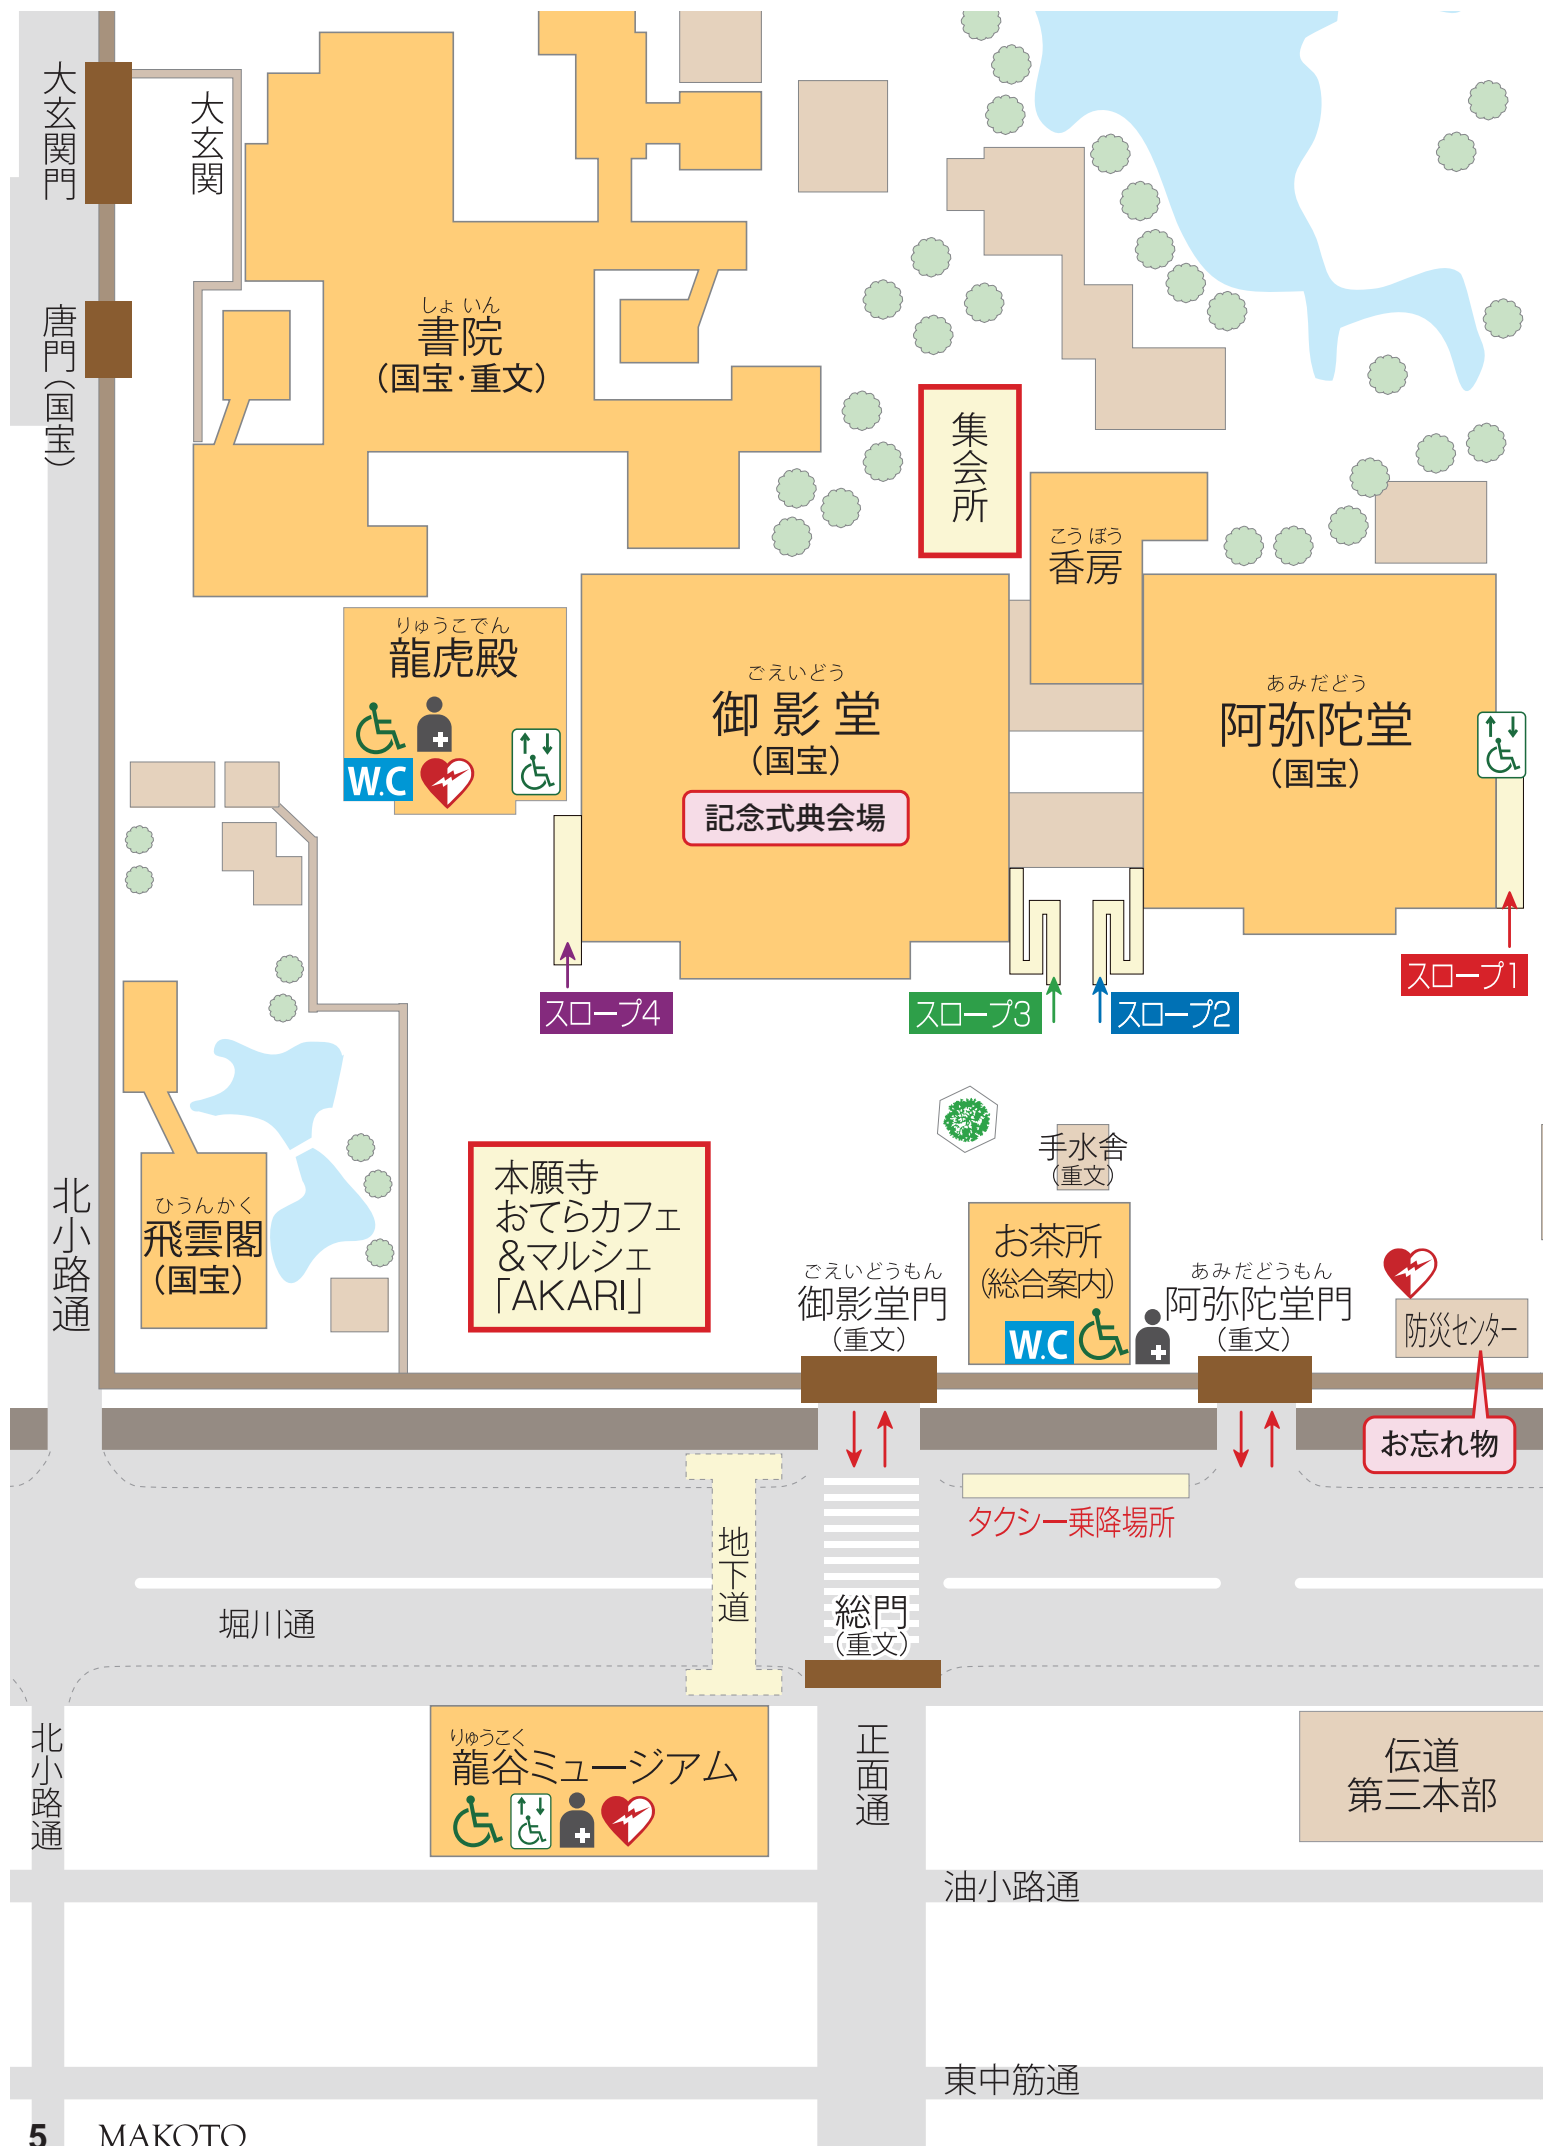 大玄関門
大玄関
唐門(国宝)
しょ いん
書院
(国宝・重文)
集会所
こう ぼう
香房
りゅうこでん
龍虎殿
W.C
ごえいどう
御影堂
(国宝)
記念式典会場
あみだどう
阿弥陀堂
(国宝)
スロープ4
スロープ3
スロープ2
スロープ1
北小路通
ひうんかく
飛雲閣
(国宝)
本願寺
おてらカフェ
&マルシェ
「AKARI」
手水舎
(重文)
お茶所
(総合案内)
W.C
ごえいどうもん
御影堂門
(重文)
あみだどうもん
阿弥陀堂門
(重文)
防災センター
お忘れ物
タクシー乗降場所
地下道
堀川通
総門
(重文)
北小路通
りゅうこく
龍谷ミュージアム
正面通
伝道
第三本部
油小路通
東中筋通
5 MAKOTO